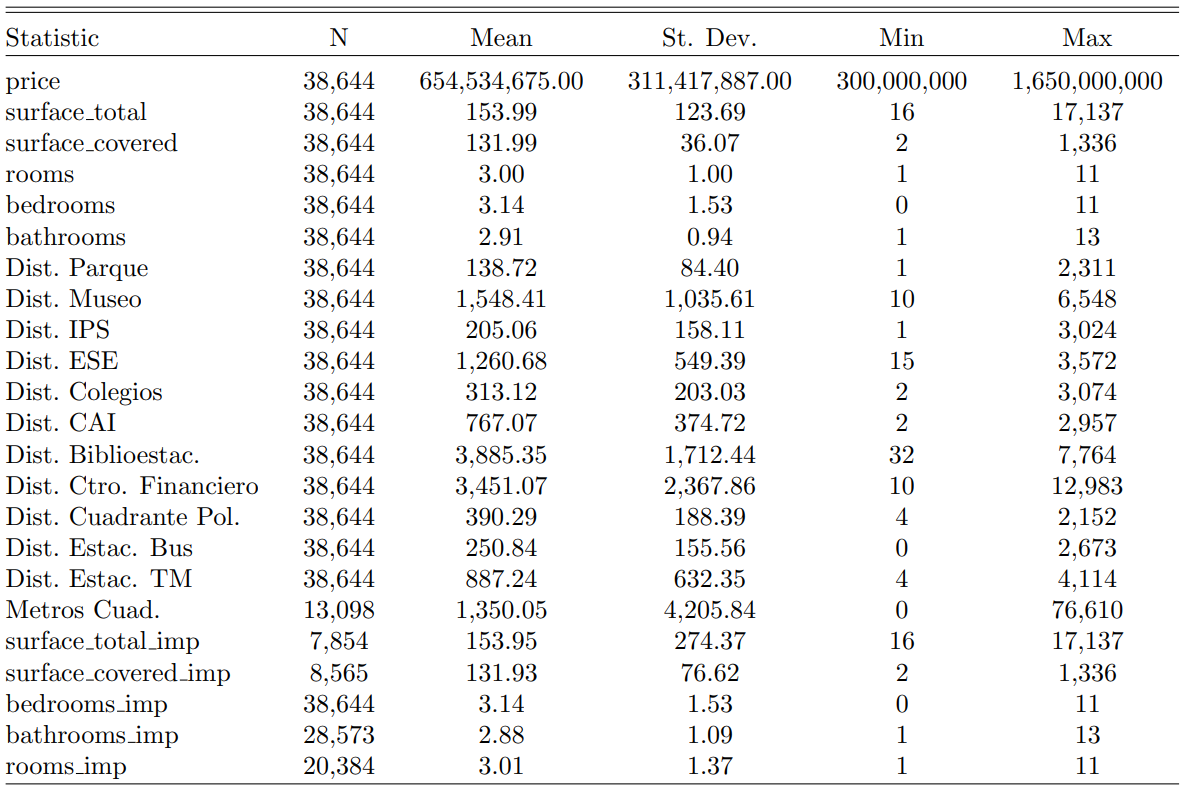 Statistic N Mean St. Dev. Min Max
price 38,644 654,534,675.00 311,417,887.00 300,000,000 1,650,000,000
surface_total 38,644 153.99 123.69 16 17,137
surface_covered 38,644 131.99 36.07 2 1,336
rooms 38,644 3.00 1.00 1 11
bedrooms 38,644 3.14 1.53 0 11
bathrooms 38,644 2.91 0.94 1 13
Dist. Parque 38,644 138.72 84.40 1 2,311
Dist. Museo 38,644 1,548.41 1,035.61 10 6,548
Dist. IPS 38,644 205.06 158.11 1 3,024
Dist. ESE 38,644 1,260.68 549.39 15 3,572
Dist. Colegios 38,644 313.12 203.03 2 3,074
Dist. CAI 38,644 767.07 374.72 2 2,957
Dist. Biblioestac. 38,644 3,885.35 1,712.44 32 7,764
Dist. Ctro. Financiero 38,644 3,451.07 2,367.86 10 12,983
Dist. Cuadrante Pol. 38,644 390.29 188.39 4 2,152
Dist. Estac. Bus 38,644 250.84 155.56 0 2,673
Dist. Estac. TM 38,644 887.24 632.35 4 4,114
Metros Cuad. 13,098 1,350.05 4,205.84 0 76,610
surface_total_imp 7,854 153.95 274.37 16 17,137
surface_covered_imp 8,565 131.93 76.62 2 1,336
bedrooms_imp 38,644 3.14 1.53 0 11
bathrooms_imp 28,573 2.88 1.09 1 13
rooms_imp 20,384 3.01 1.37 1 11